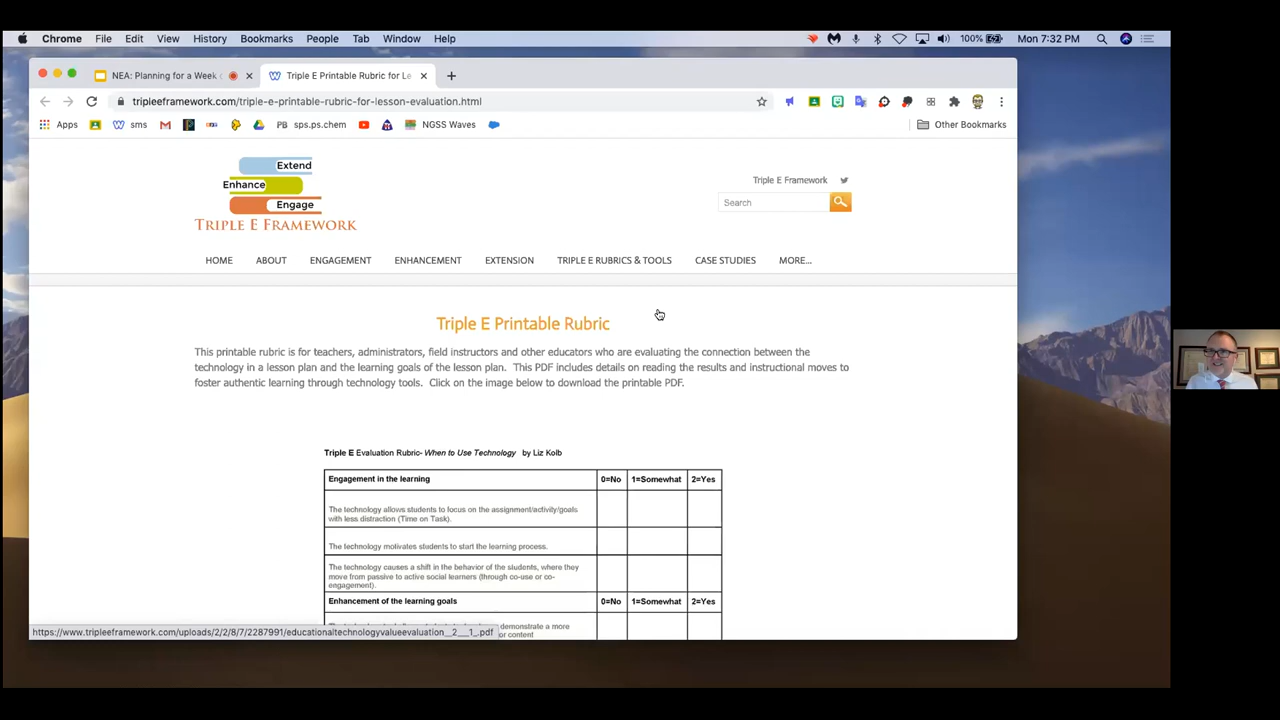 Chrome File Edit View History Bookmarks People Tab Window Help 100% Mon 7:32 PM
NEA: Planning for a Week
Triple E Printable Rubric for Le
tripleeframework.com/triple-e-printable-rubric-for-lesson-evaluation.html
Apps sms PB sps.ps.chem NGSS Waves Other Bookmarks
Extend
Enhance
Engage
TRIPLE E FRAMEWORK
Triple E Framework
Search
HOME ABOUT ENGAGEMENT ENHANCEMENT EXTENSION TRIPLE E RUBRICS & TOOLS CASE STUDIES MORE...
Triple E Printable Rubric
This printable rubric is for teachers, administrators, field instructors and other educators who are evaluating the connection between the
technology in a lesson plan and the learning goals of the lesson plan. This PDF includes details on reading the results and instructional moves to
foster authentic learning through technology tools. Click on the image below to download the printable PDF.
Triple E Evaluation Rubric- When to Use Technology by Liz Kolb
Engagement in the learning 0=No 1=Somewhat 2=Yes
The technology allows students to focus on the assignment/activity/goals
with less distraction (Time on Task).
The technology motivates students to start the learning process.
The technology causes a shift in the behavior of the students, where they
move from passive to active social learners (through co-use or co-
engagement).
Enhancement of the learning goals 0=No 1=Somewhat 2=Yes
demonstrate a more
or content
https://www.tripleeframework.com/uploads/2/2/8/7/2287991/educationaltechnologyvalueevaluation__2___1_.pdf